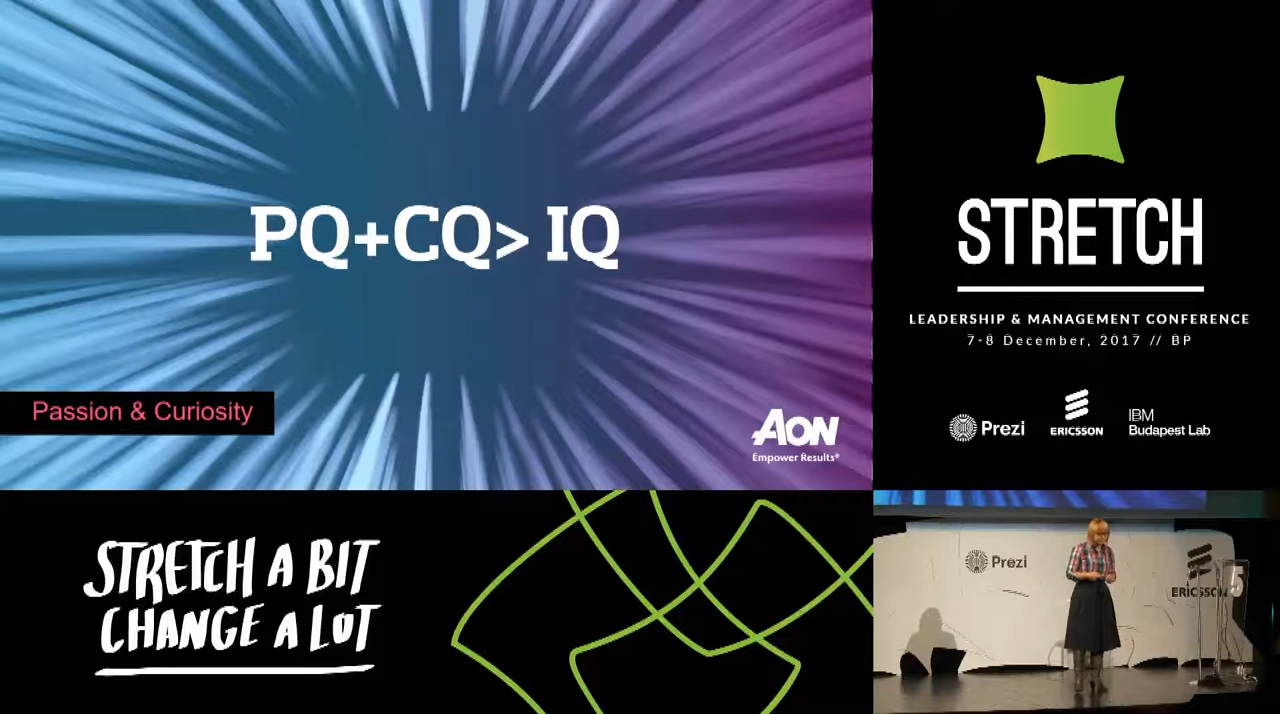 PQ+CQ> IQ
Passion & Curiosity
AON
Empower Results®
STRETCH
LEADERSHIP & MANAGEMENT CONFERENCE
7-8 December, 2017 // BP
Prezi
ERICSSON
IBM
Budapest Lab
STRETCH A BIT
CHANGE A LOT
Prezi
ERICSSON
5